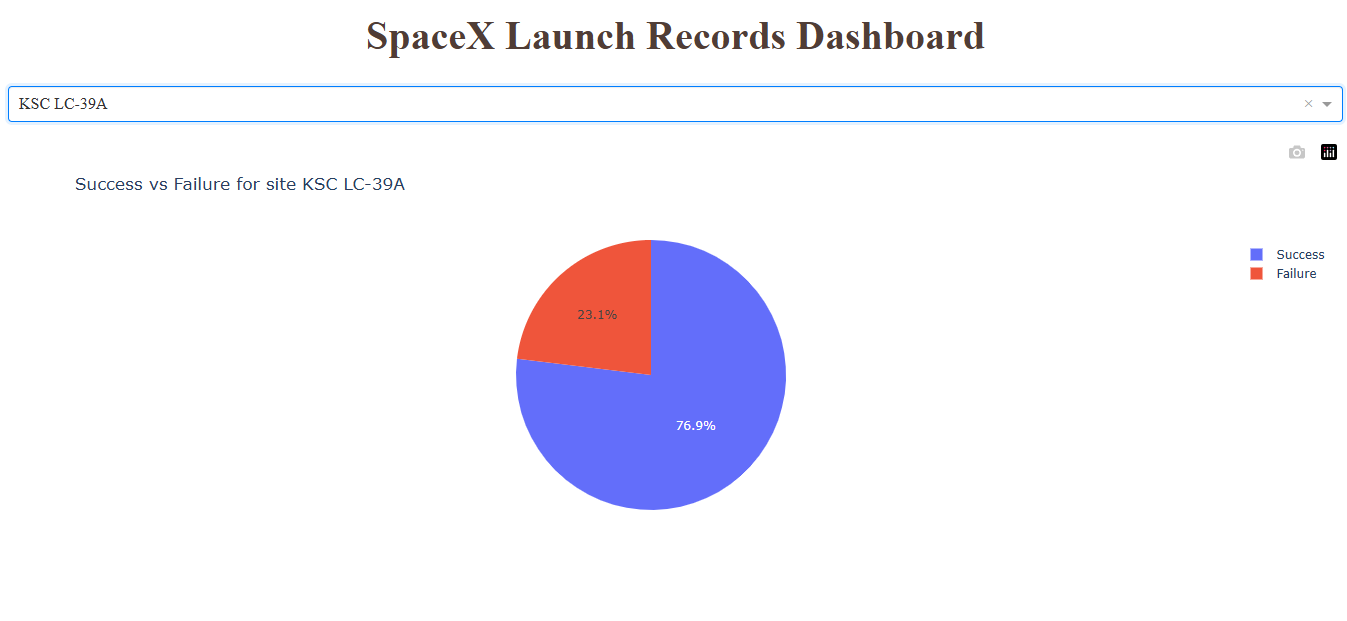 SpaceX Launch Records Dashboard
KSC LC-39A
Success vs Failure for site KSC LC-39A
Success
Failure
23.1%
76.9%